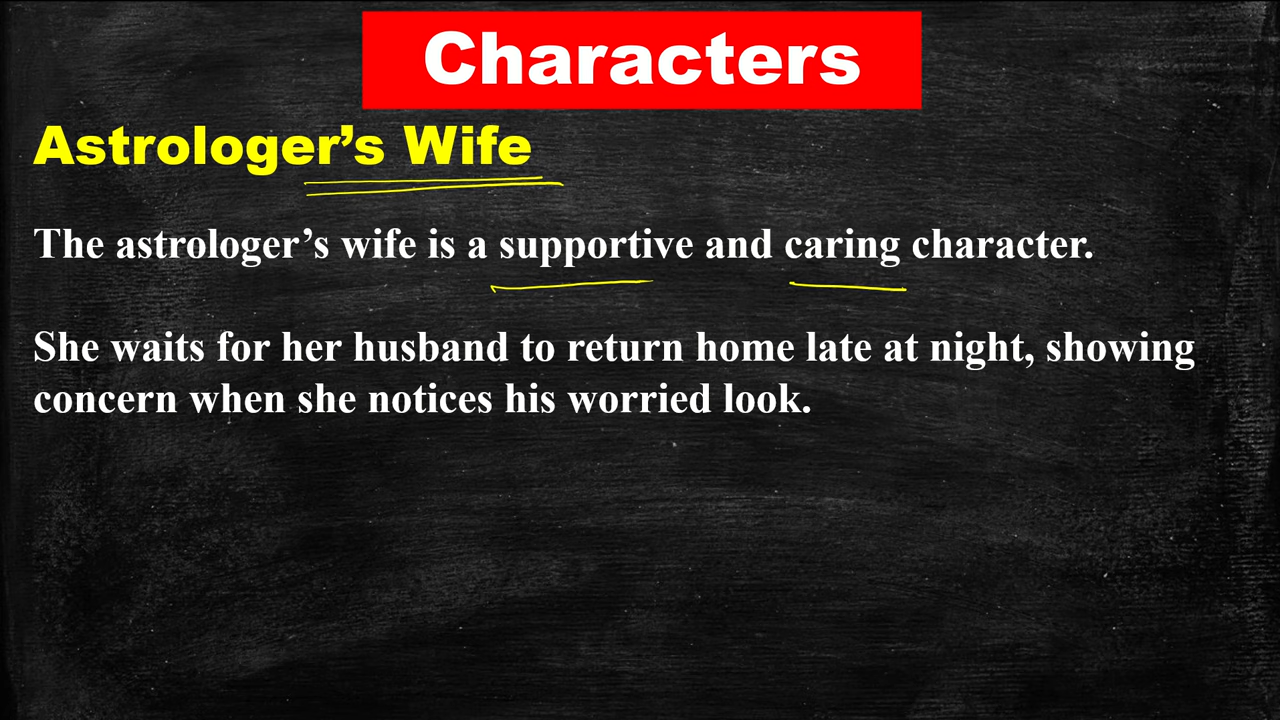 Characters
Astrologer’s Wife
The astrologer’s wife is a supportive and caring character.
She waits for her husband to return home late at night, showing
concern when she notices his worried look.